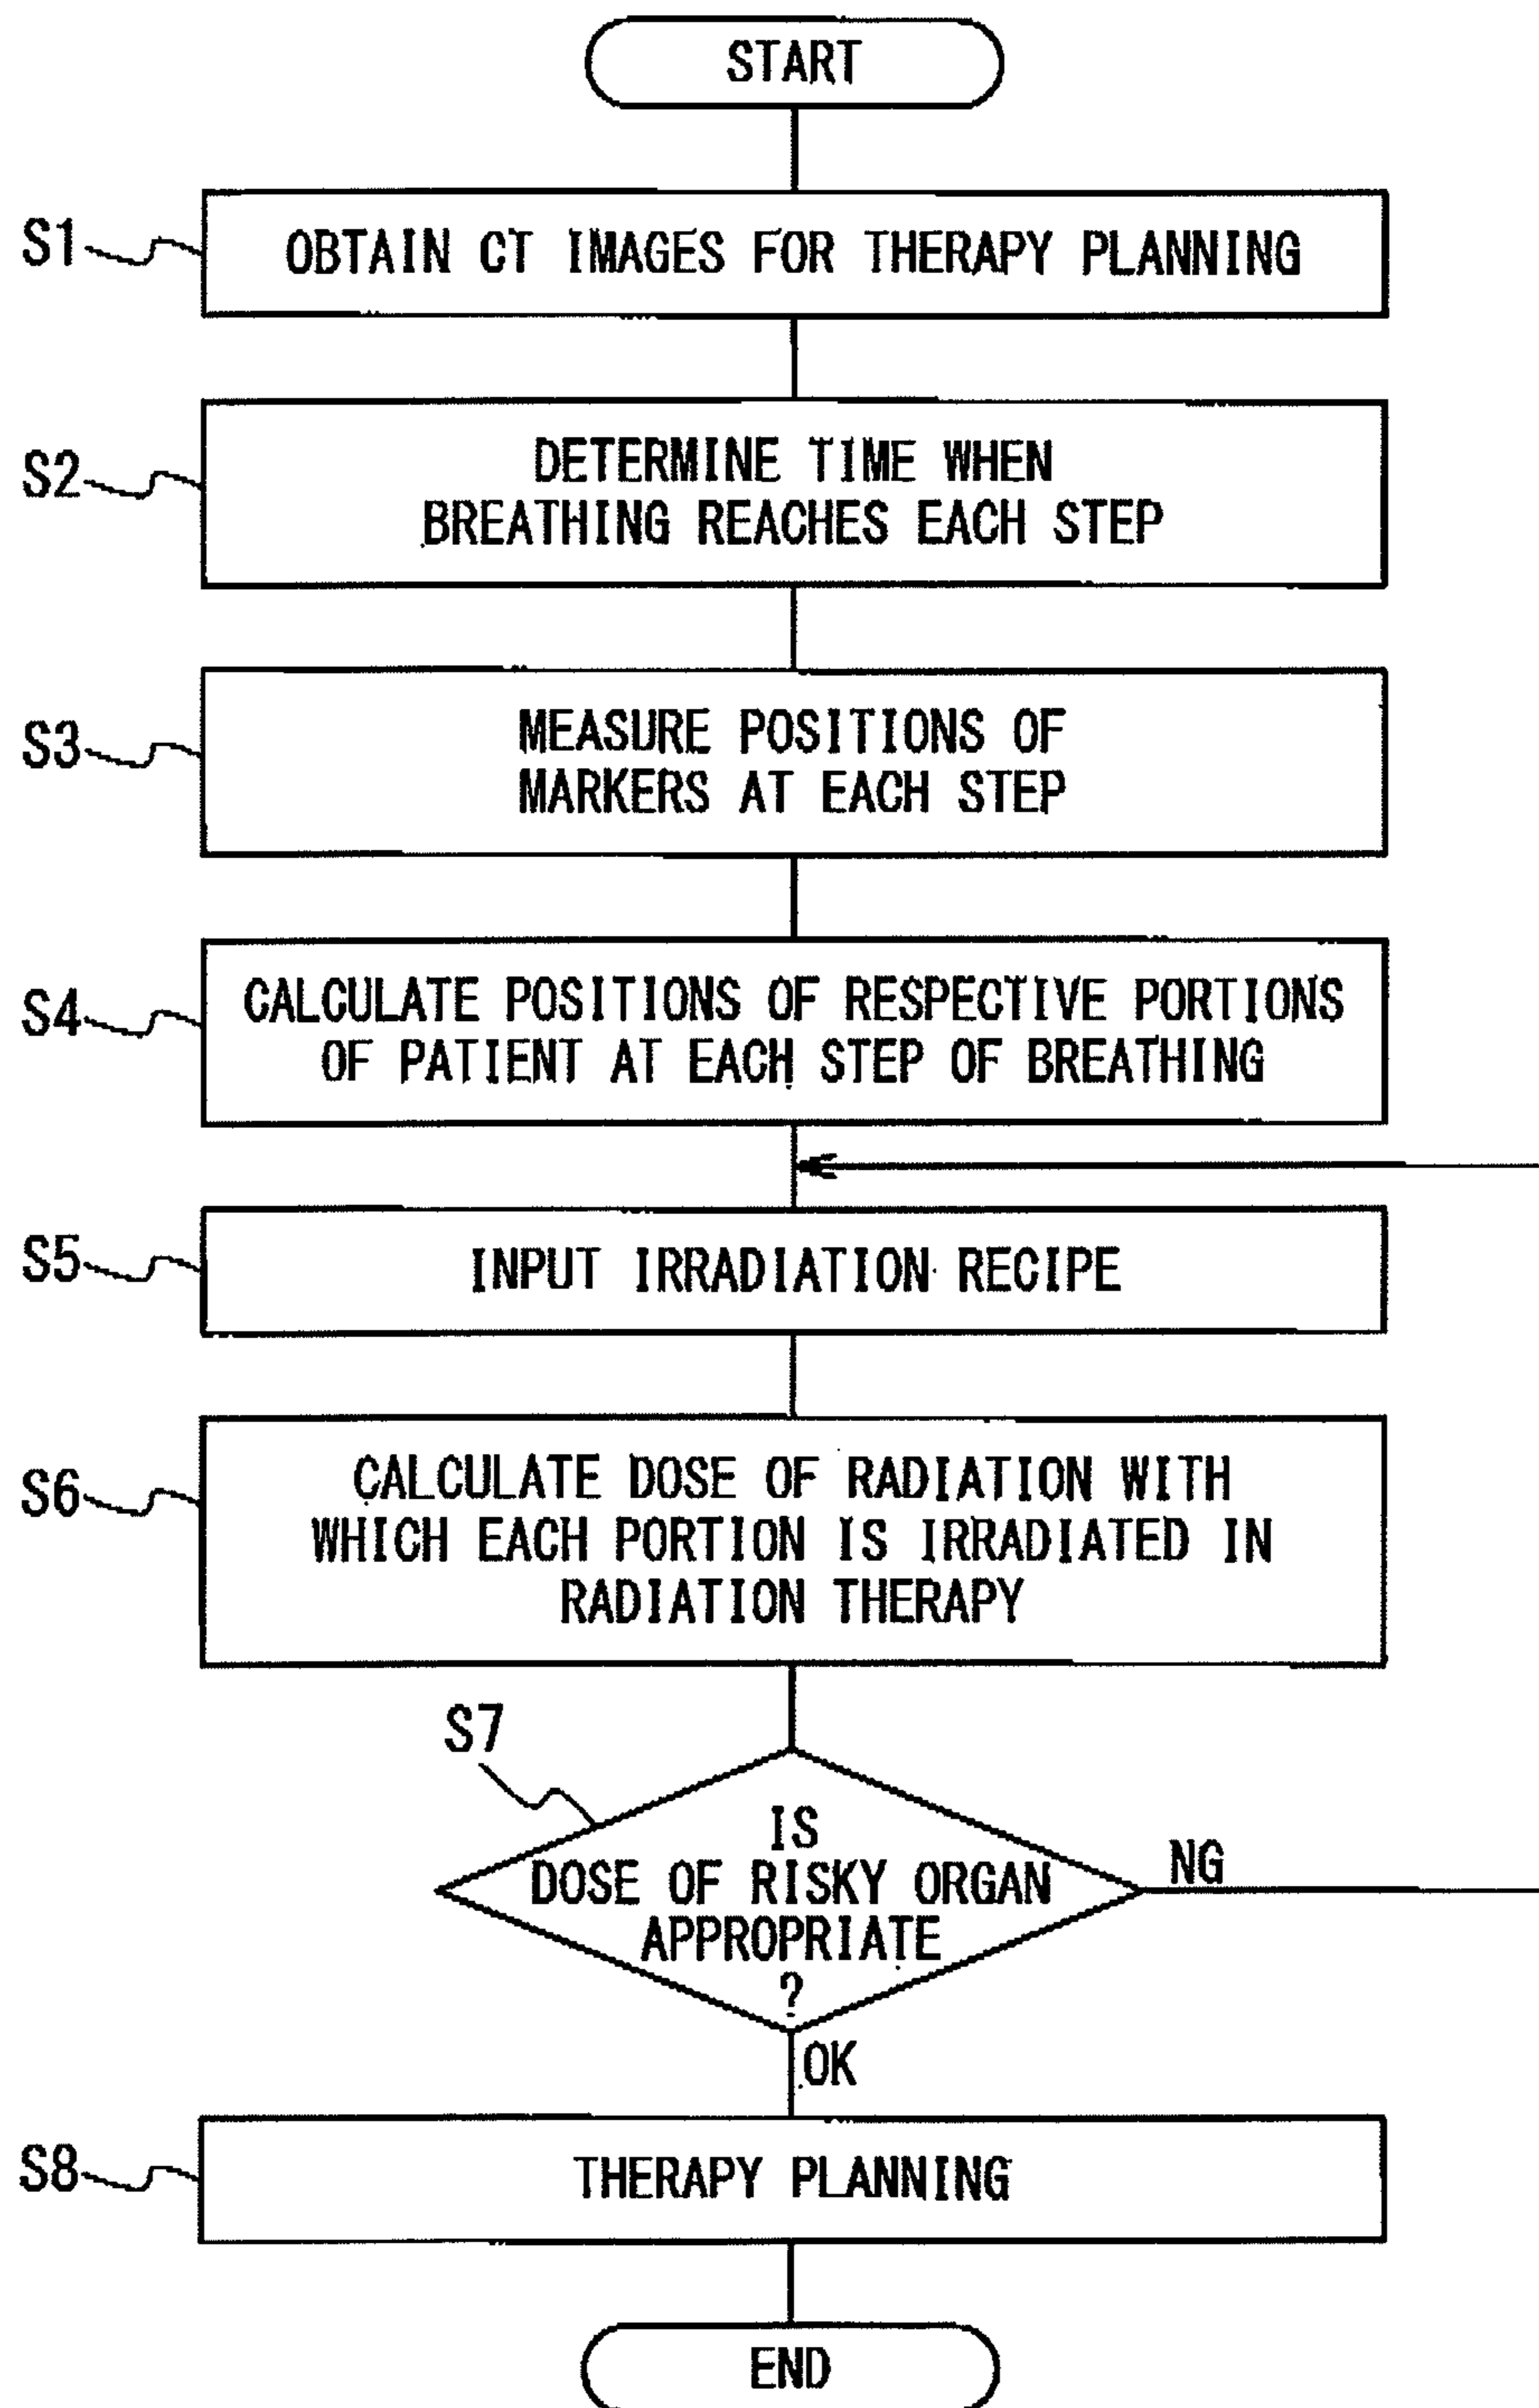 START
S1
OBTAIN CT IMAGES FOR THERAPY PLANNING
S2
DETERMINE TIME WHEN
BREATHING REACHES EACH STEP
S3
MEASURE POSITIONS OF
MARKERS AT EACH STEP
S4
CALCULATE POSITIONS OF RESPECTIVE PORTIONS
OF PATIENT AT EACH STEP OF BREATHING
S5
INPUT IRRADIATION RECIPE
S6
CALCULATE DOSE OF RADIATION WITH
WHICH EACH PORTION IS IRRADIATED IN
RADIATION THERAPY
S7
IS
DOSE OF RISKY ORGAN
APPROPRIATE
?
NG
OK
S8
THERAPY PLANNING
END